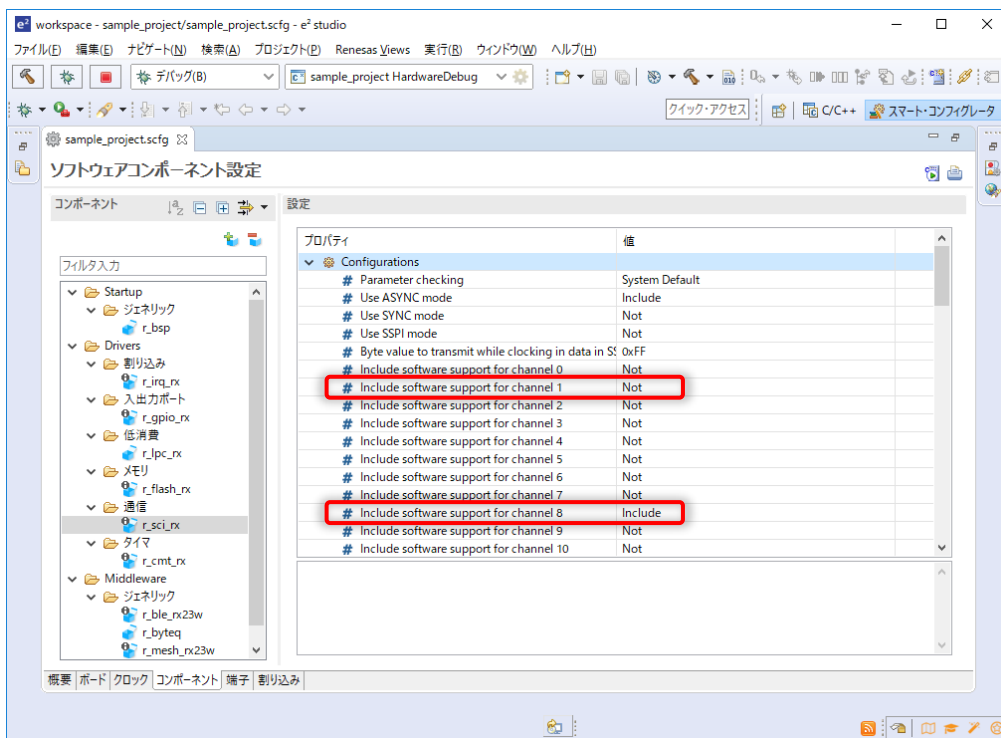 workspace - sample_project/sample_project.scfg - e² studio
ファイル(F) 編集(E) ナビゲート(N) 検索(A) プロジェクト(P) Renesas Views 実行(R) ウィンドウ(W) ヘルプ(H)
デバッグ(B) sample_project HardwareDebug
クイック・アクセス C/C++ スマート・コンフィグレータ
sample_project.scfg
ソフトウェアコンポーネント設定
コンポーネント
設定
フィルタ入力
Startup
ジェネリック
r_bsp
Drivers
割り込み
r_irq_rx
入出力ポート
r_gpio_rx
低消費
r_lpc_rx
メモリ
r_flash_rx
通信
r_sci_rx
タイマ
r_cmt_rx
Middleware
ジェネリック
r_ble_rx23w
r_byteq
r_mesh_rx23w
プロパティ 値
Configurations
# Parameter checking System Default
# Use ASYNC mode Include
# Use SYNC mode Not
# Use SSPI mode Not
# Byte value to transmit while clocking in data in SS 0xFF
# Include software support for channel 0 Not
# Include software support for channel 1 Not
# Include software support for channel 2 Not
# Include software support for channel 3 Not
# Include software support for channel 4 Not
# Include software support for channel 5 Not
# Include software support for channel 6 Not
# Include software support for channel 7 Not
# Include software support for channel 8 Include
# Include software support for channel 9 Not
# Include software support for channel 10 Not
概要 ボード クロック コンポーネント 端子 割り込み